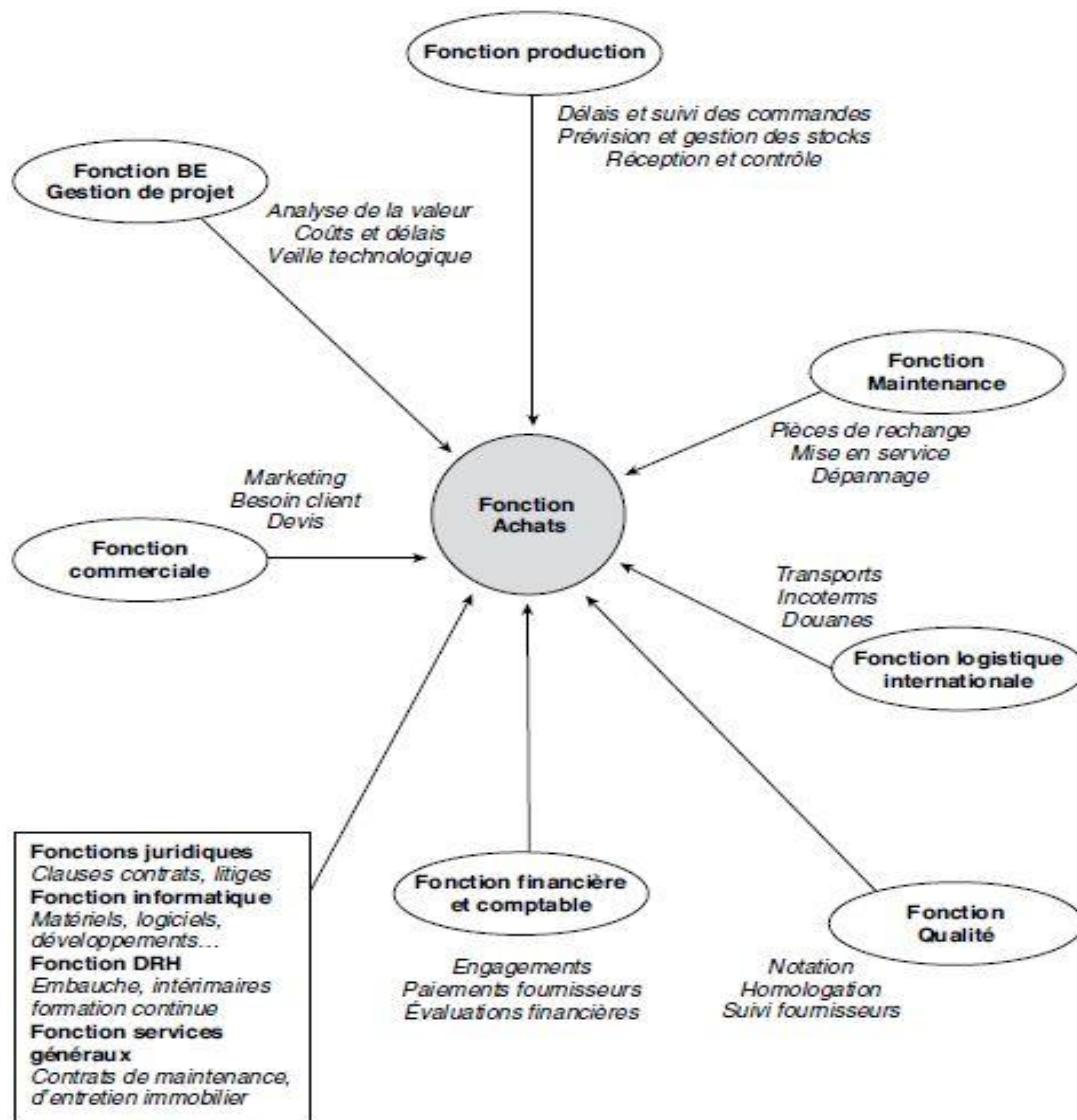 Fonction production
Délais et suivi des commandes
Prévision et gestion des stocks
Réception et contrôle
Fonction BE
Gestion de projet
Analyse de la valeur
Coûts et délais
Veille technologique
Fonction
Maintenance
Pièces de rechange
Mise en service
Dépannage
Marketing
Besoin client
Devis
Fonction
commerciale
Fonction
Achats
Transports
Incoterms
Douanes
Fonction logistique
internationale
Fonctions juridiques
Clauses contrats, litiges
Fonction informatique
Matériels, logiciels,
développements…
Fonction DRH
Embauche, intérimaires
formation continue
Fonction services
généraux
Contrats de maintenance,
d'entretien immobilier
Fonction financière
et comptable
Engagements
Paiements fournisseurs
Évaluations financières
Fonction
Qualité
Notation
Homologation
Suivi fournisseurs